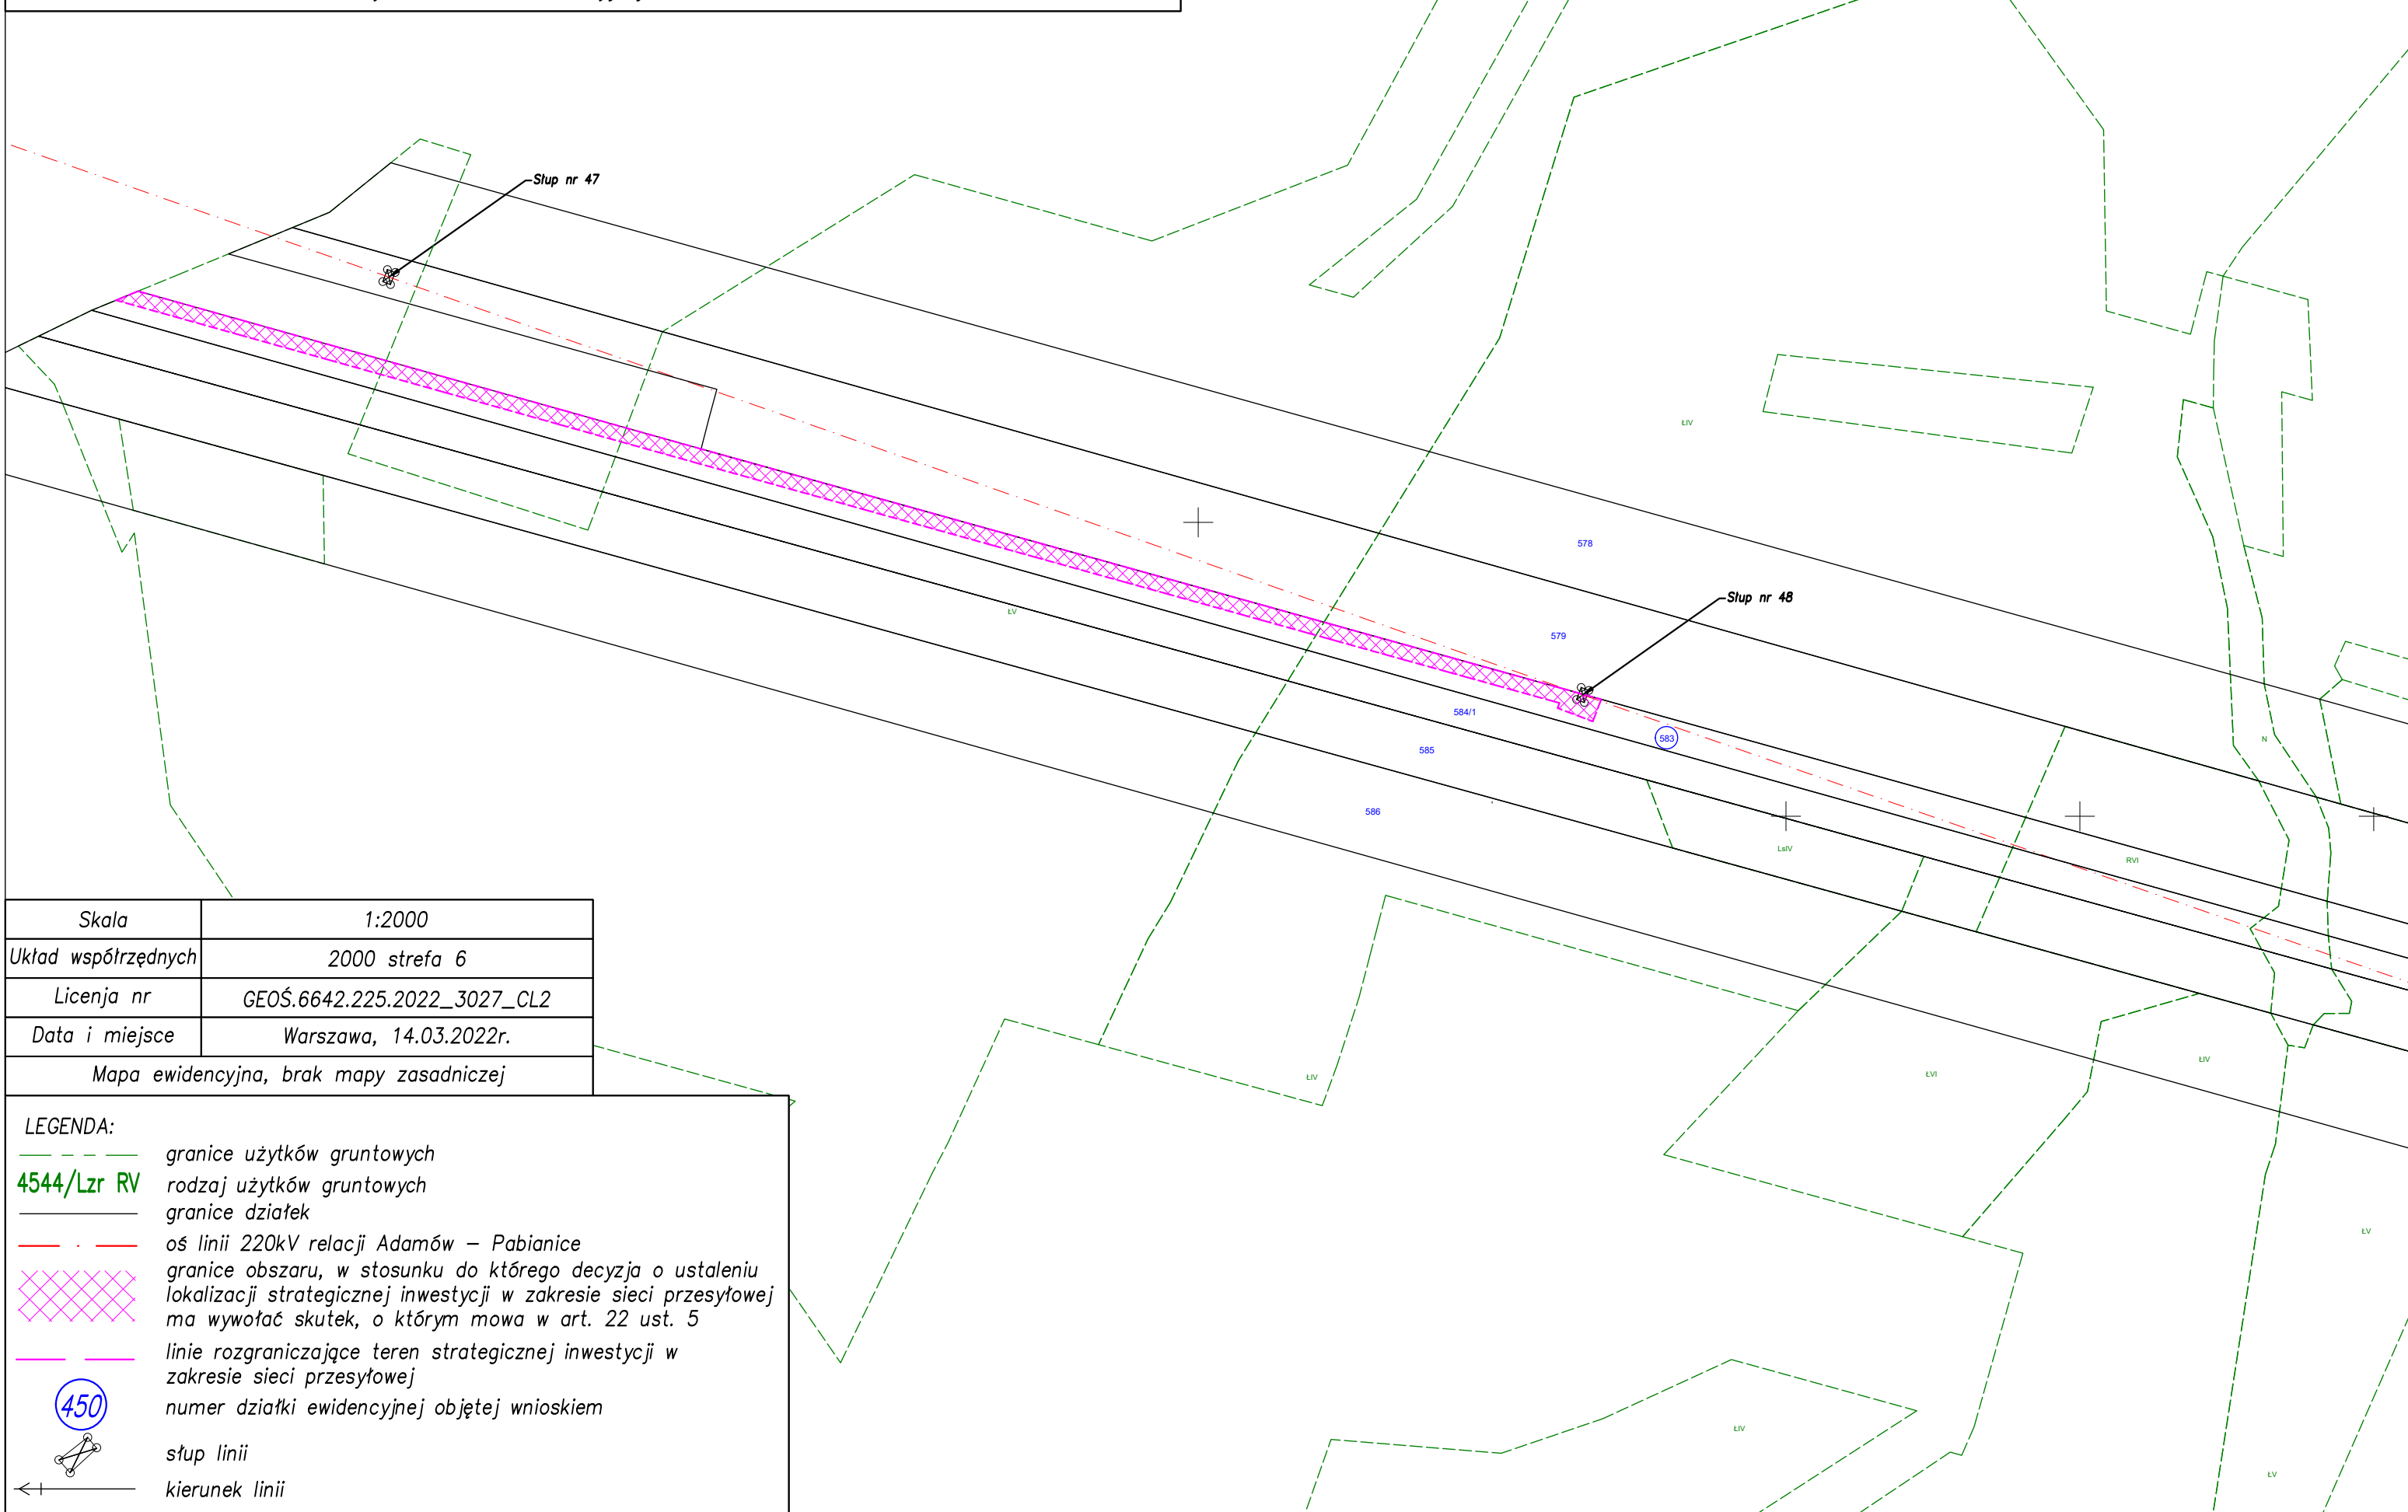 Słup nr 47
ŁIV
578
Słup nr 48
ŁV
579
584/1
583
N
585
586
LsIV
RVI
Skala 1:2000
Układ współrzędnych 2000 strefa 6
Licenja nr GEOŚ.6642.225.2022_3027_CL2
Data i miejsce Warszawa, 14.03.2022r.
Mapa ewidencyjna, brak mapy zasadniczej
ŁIV
ŁVI
ŁIV
LEGENDA:
granice użytków gruntowych
4544/Lzr RV rodzaj użytków gruntowych
granice działek
oś linii 220kV relacji Adamów – Pabianice
granice obszaru, w stosunku do którego decyzja o ustaleniu
lokalizacji strategicznej inwestycji w zakresie sieci przesyłowej
ma wywołać skutek, o którym mowa w art. 22 ust. 5
linie rozgraniczające teren strategicznej inwestycji w
zakresie sieci przesyłowej
450 numer działki ewidencyjnej objętej wnioskiem
słup linii
kierunek linii
ŁV
ŁIV
ŁV